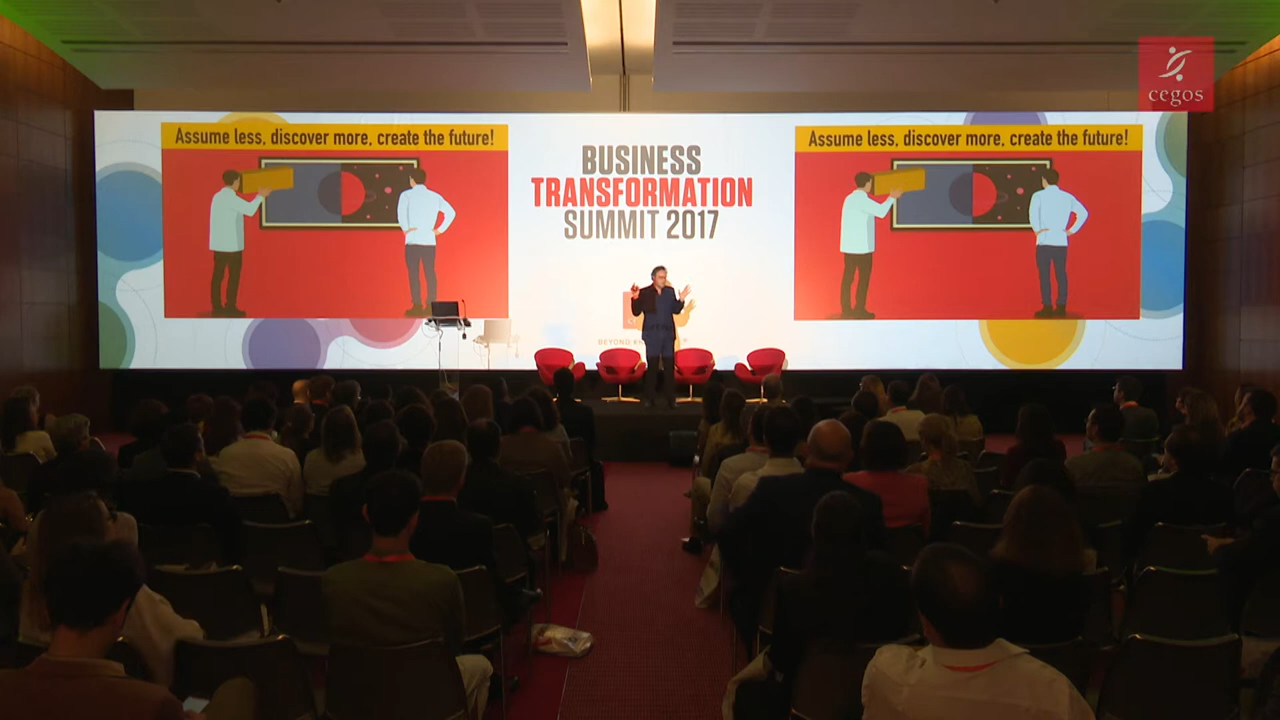 cegos
Assume less, discover more, create the future!
BUSINESS
TRANSFORMATION
SUMMIT 2017
Assume less, discover more, create the future!
BEYOND